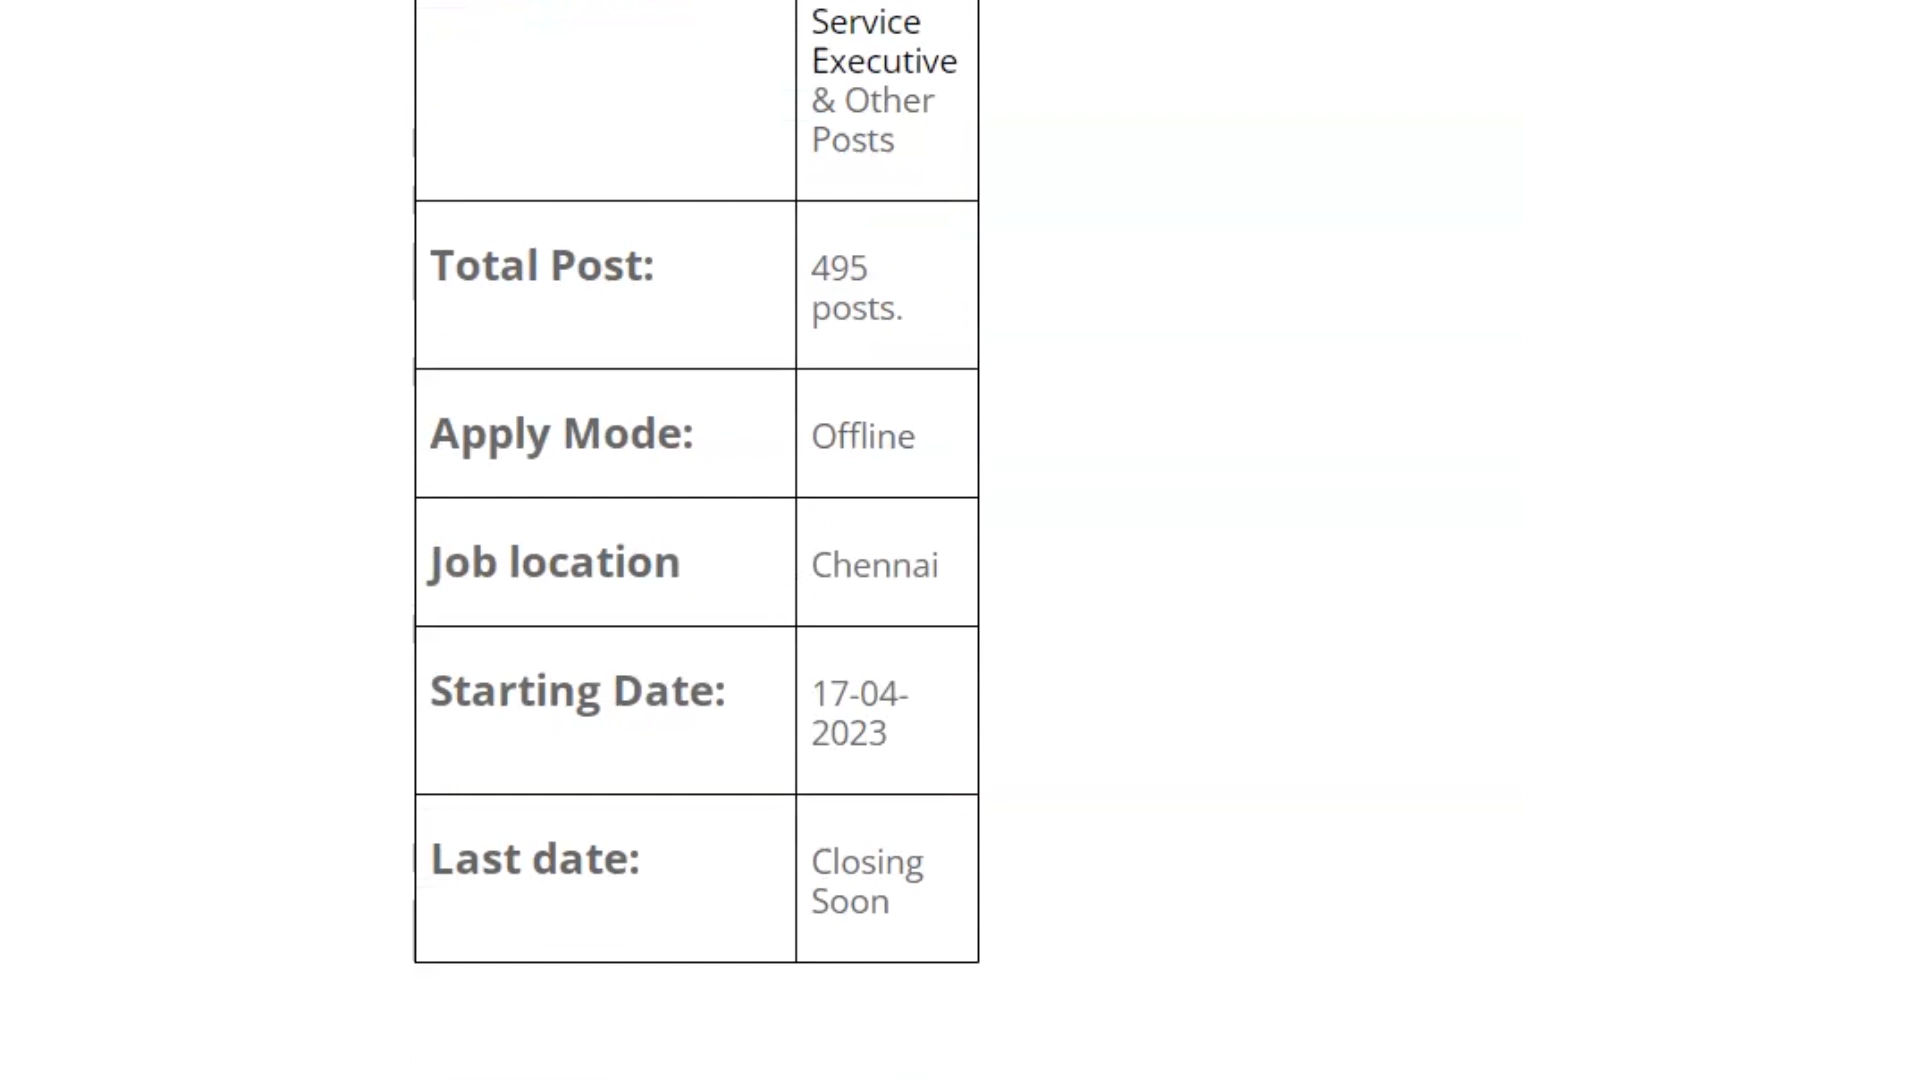 Service
Executive
& Other
Posts
Total Post:
495
posts.
Apply Mode:
Offline
Job location
Chennai
Starting Date:
17-04-
2023
Last date:
Closing
Soon